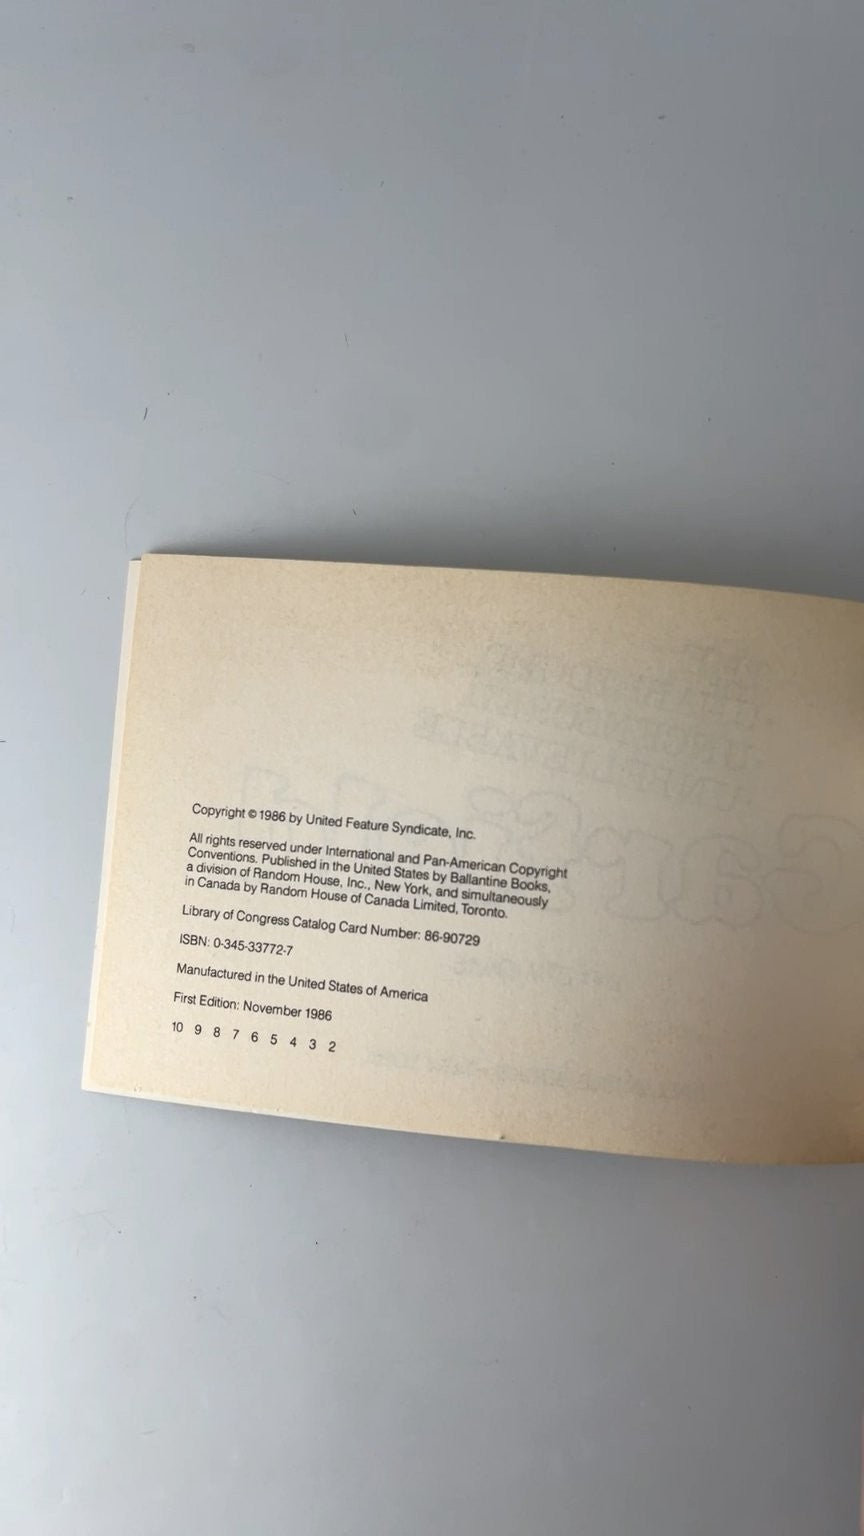 Copyright © 1986 by United Feature Syndicate, Inc.
All rights reserved under International and Pan-American Copyright
Conventions. Published in the United States by Ballantine Books,
a division of Random House, Inc., New York, and simultaneously
in Canada by Random House of Canada Limited, Toronto.
Library of Congress Catalog Card Number: 86-90729
ISBN: 0-345-33772-7
Manufactured in the United States of America
First Edition: November 1986
10 9 8 7 6 5 4 3 2